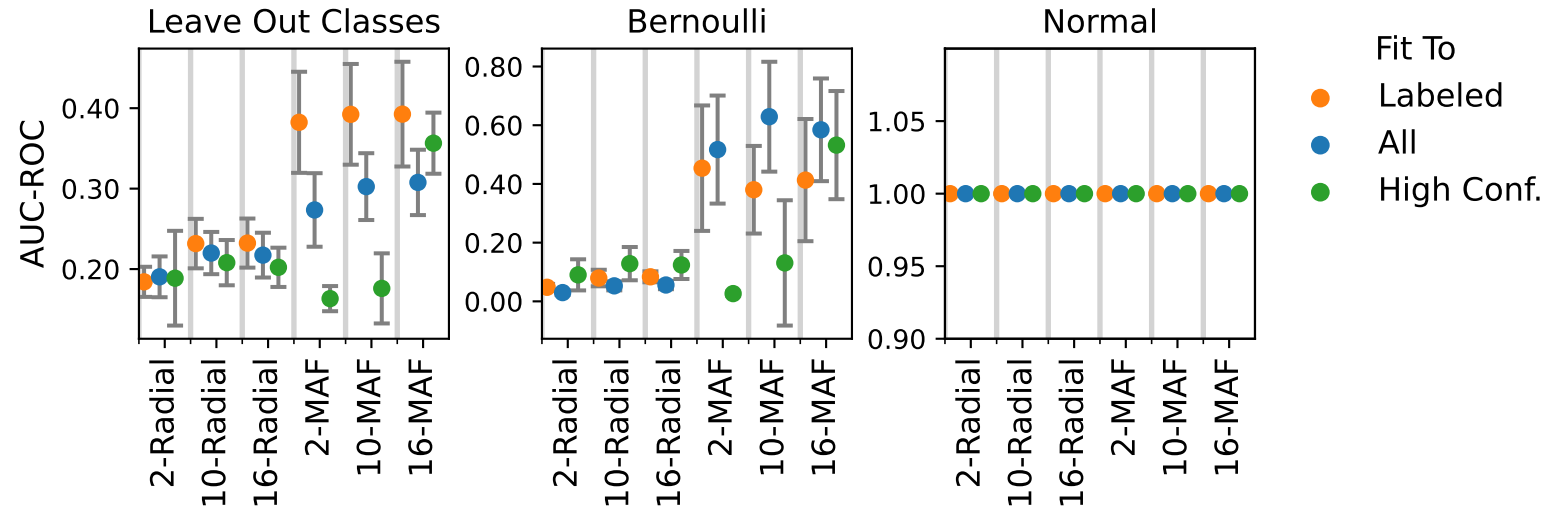 Leave Out Classes
Bernoulli
Normal
Fit To
Labeled
All
High Conf.
AUC-ROC
0.40
0.30
0.20
0.80
0.60
0.40
0.20
0.00
1.05
1.00
0.95
0.90
2-Radial
10-Radial
16-Radial
2-MAF
10-MAF
16-MAF
2-Radial
10-Radial
16-Radial
2-MAF
10-MAF
16-MAF
2-Radial
10-Radial
16-Radial
2-MAF
10-MAF
16-MAF